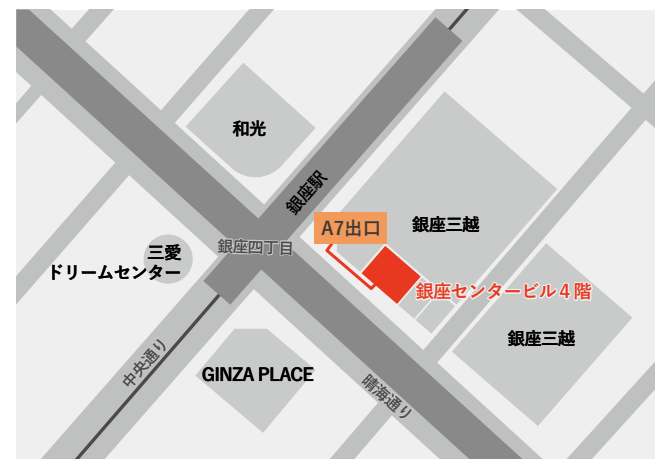 和光
銀座駅
A7出口
銀座三越
銀座四丁目
三愛
ドリームセンター
銀座センタービル4階
銀座三越
中央通り
GINZA PLACE
晴海通り